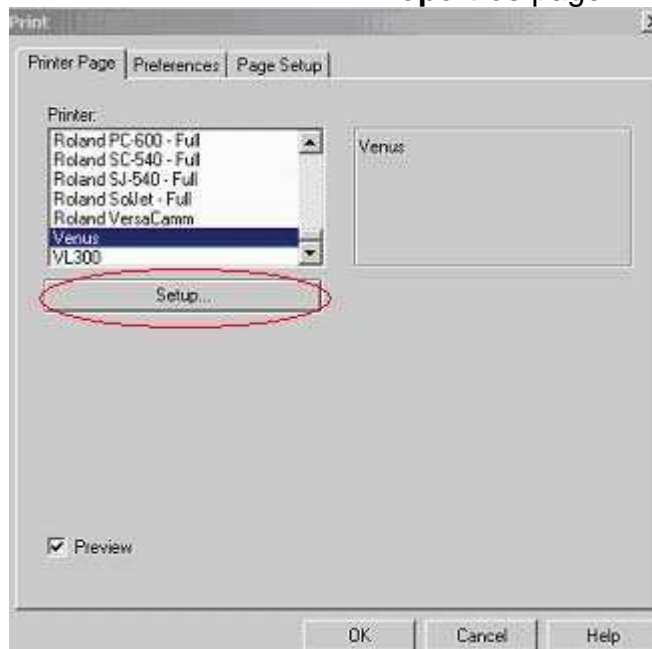 Print
Printer Page Preferences Page Setup
Printer:
Roland PC-600 - Full
Roland SC-540 - Full
Roland SJ-540 - Full
Roland SolJet - Full
Roland VersaCamm
Venus
VL300
Venus
Setup...
Preview
OK Cancel Help